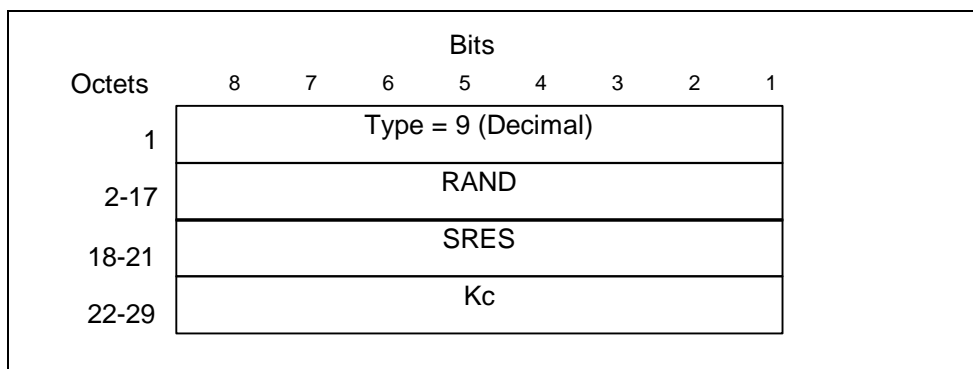 Bits
Octets 8 7 6 5 4 3 2 1
1 Type = 9 (Decimal)
2-17 RAND
18-21 SRES
22-29 Kc